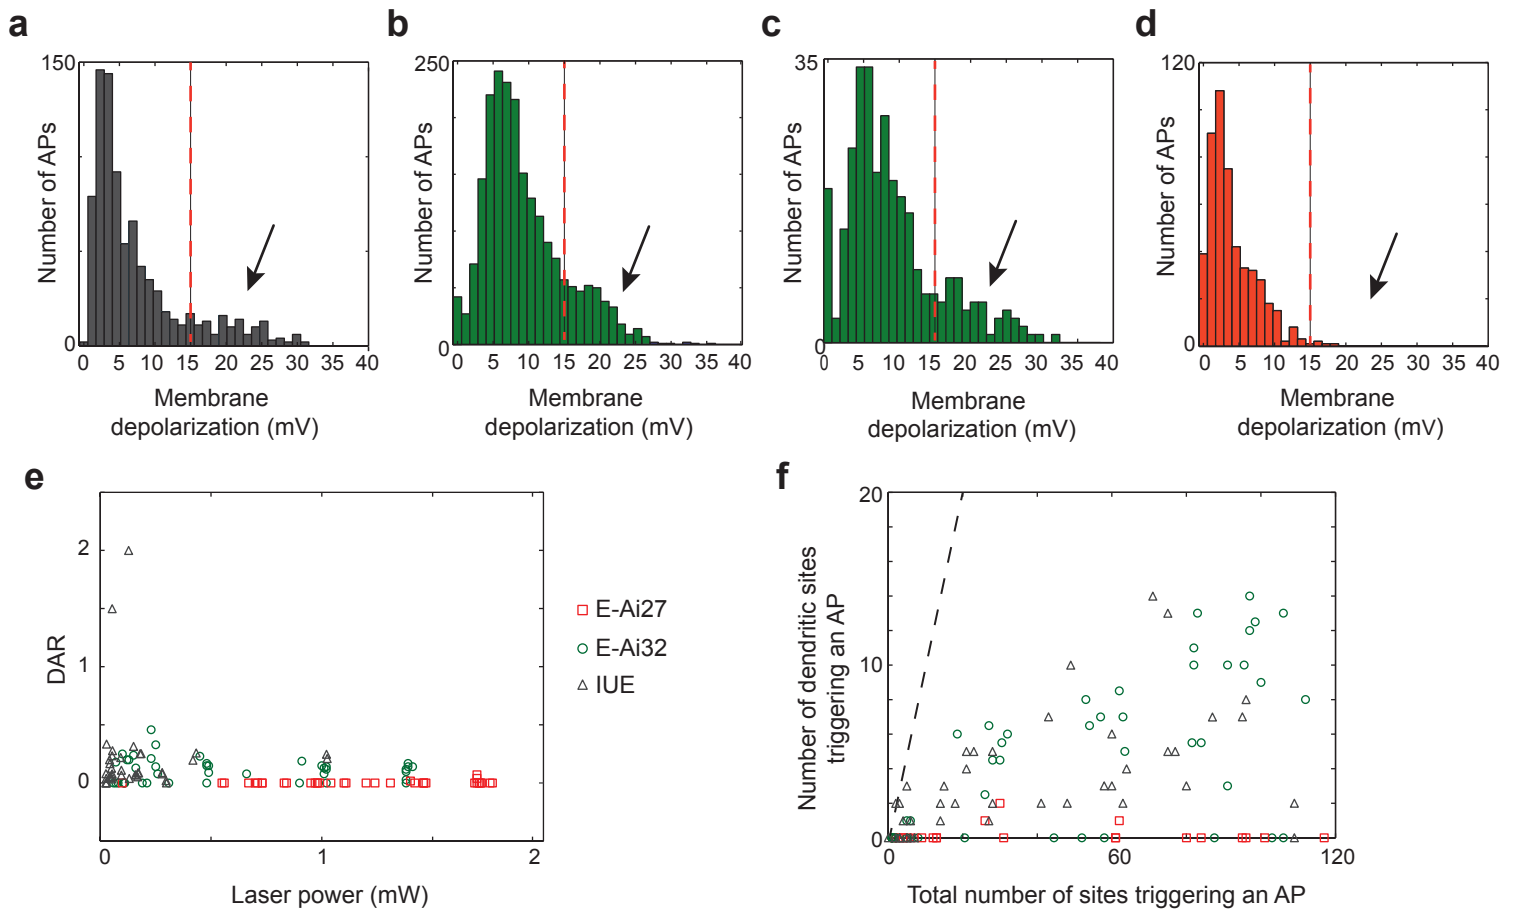 a
150
Number of APs
0
5
10
15
20
25
30
35
40
Membrane
depolarization (mV)
b
250
Number of APs
0
0
5
10
15
20
25
30
35
40
Membrane
depolarization (mV)
c
35
Number of APs
0
0
5
10
15
20
25
30
35
40
Membrane
depolarization (mV)
d
120
Number of APs
0
0
5
10
15
20
25
30
35
40
Membrane
depolarization (mV)
e
DAR
2
1
0
0
1
2
Laser power (mW)
E-Ai27
E-Ai32
IUE
f
Number of dendritic sites
triggering an AP
20
10
0
0
60
120
Total number of sites triggering an AP